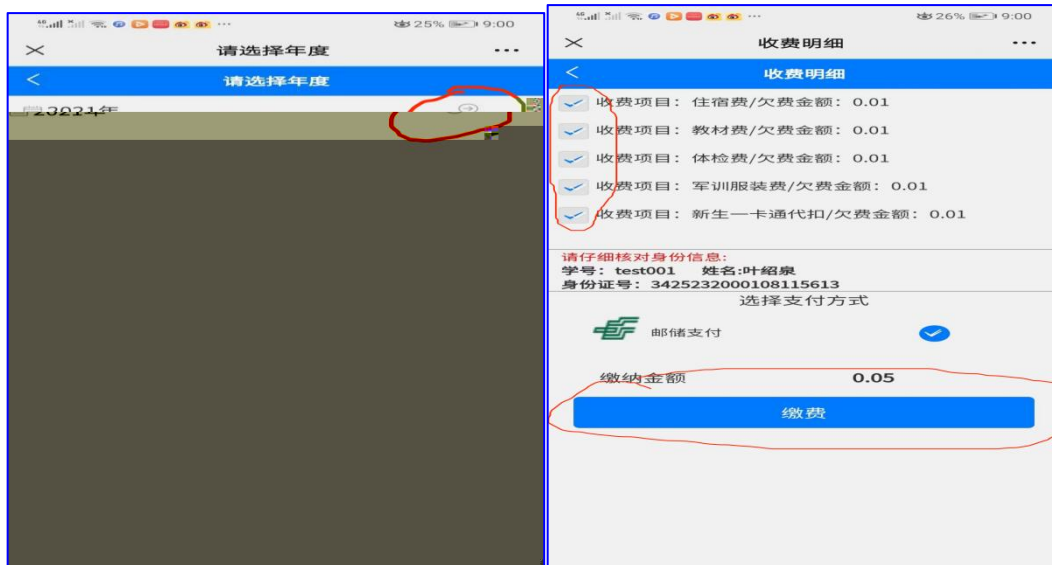 25% 9:00
请选择年度
请选择年度
2021年
26% 9:00
收费明细
收费明细
收费项目：住宿费/欠费金额：0.01
收费项目：教材费/欠费金额：0.01
收费项目：体检费/欠费金额：0.01
收费项目：军训服装费/欠费金额：0.01
收费项目：新生一卡通代扣/欠费金额：0.01
请仔细核对身份信息:
学号：test001 姓名:叶绍泉
身份证号：3425232000108115613
选择支付方式
邮储支付
缴纳金额 0.05
缴费